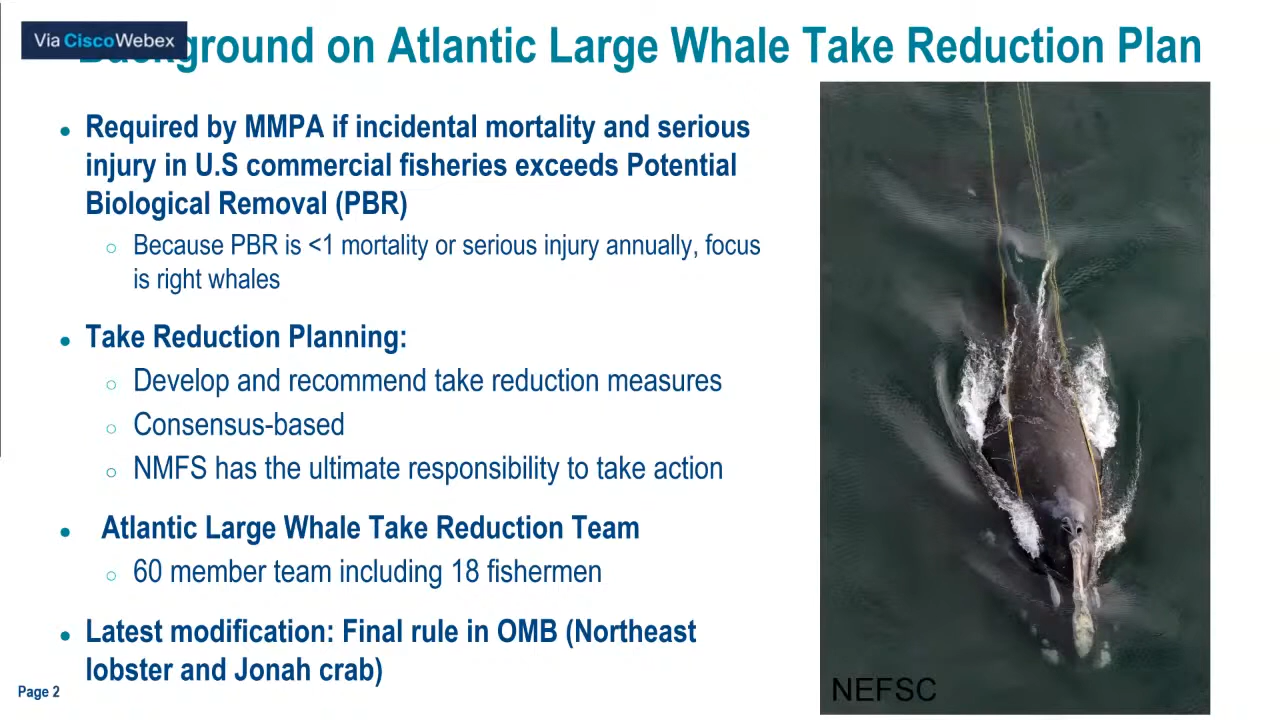 Via Cisco Webex
ground on Atlantic Large Whale Take Reduction Plan
• Required by MMPA if incidental mortality and serious
injury in U.S commercial fisheries exceeds Potential
Biological Removal (PBR)
○ Because PBR is <1 mortality or serious injury annually, focus
is right whales
• Take Reduction Planning:
○ Develop and recommend take reduction measures
○ Consensus-based
○ NMFS has the ultimate responsibility to take action
• Atlantic Large Whale Take Reduction Team
○ 60 member team including 18 fishermen
• Latest modification: Final rule in OMB (Northeast
lobster and Jonah crab)
Page 2
NEFSC